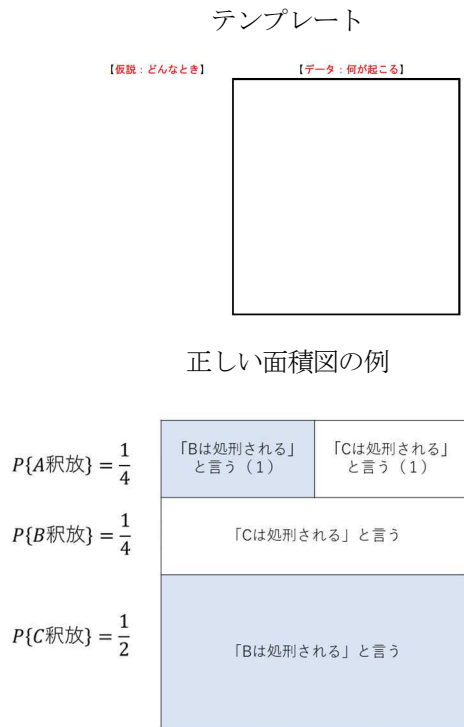 テンプレート
【仮説：どんなとき】
【データ：何が起こる】
正しい面積図の例
P{A釈放} = 1/4
「Bは処刑される」
と言う（1）
「Cは処刑される」
と言う（1）
P{B釈放} = 1/4
「Cは処刑される」と言う
P{C釈放} = 1/2
「Bは処刑される」と言う